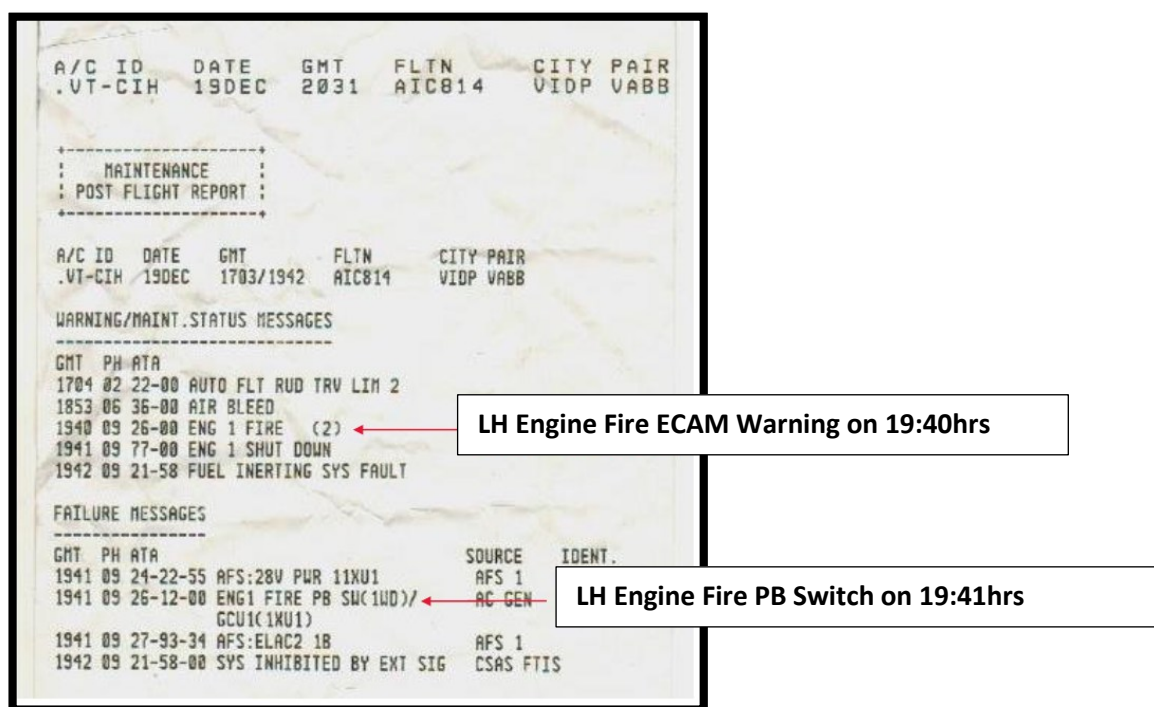 A/C ID DATE GMT FLTN CITY PAIR
.VT-CIH 19DEC 2031 AIC814 VIDP VABB
MAINTENANCE
POST FLIGHT REPORT
A/C ID DATE GMT FLTN CITY PAIR
.VT-CIH 19DEC 1703/1942 AIC814 VIDP VABB
WARNING/MAINT.STATUS MESSAGES
GMT PH ATA
1704 02 22-00 AUTO FLT RUD TRV LIM 2
1853 06 36-00 AIR BLEED
1940 09 26-00 ENG 1 FIRE (2)
LH Engine Fire ECAM Warning on 19:40hrs
1941 09 77-00 ENG 1 SHUT DOWN
1942 09 21-58 FUEL INERTING SYS FAULT
FAILURE MESSAGES
GMT PH ATA SOURCE IDENT.
1941 09 24-22-55 AFS:28V PWR 11XU1 AFS 1
1941 09 26-12-00 ENG1 FIRE PB SW(1WD)/ AC GEN
LH Engine Fire PB Switch on 19:41hrs
GCU1(1XU1)
1941 09 27-93-34 AFS:ELAC2 1B AFS 1
1942 09 21-58-00 SYS INHIBITED BY EXT SIG CSAS FTIS